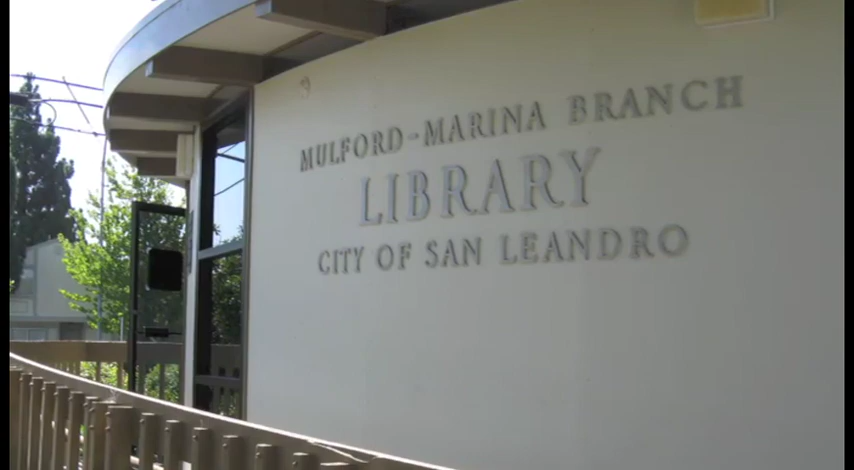 MULFORD-MARINA BRANCH
LIBRARY
CITY OF SAN LEANDRO